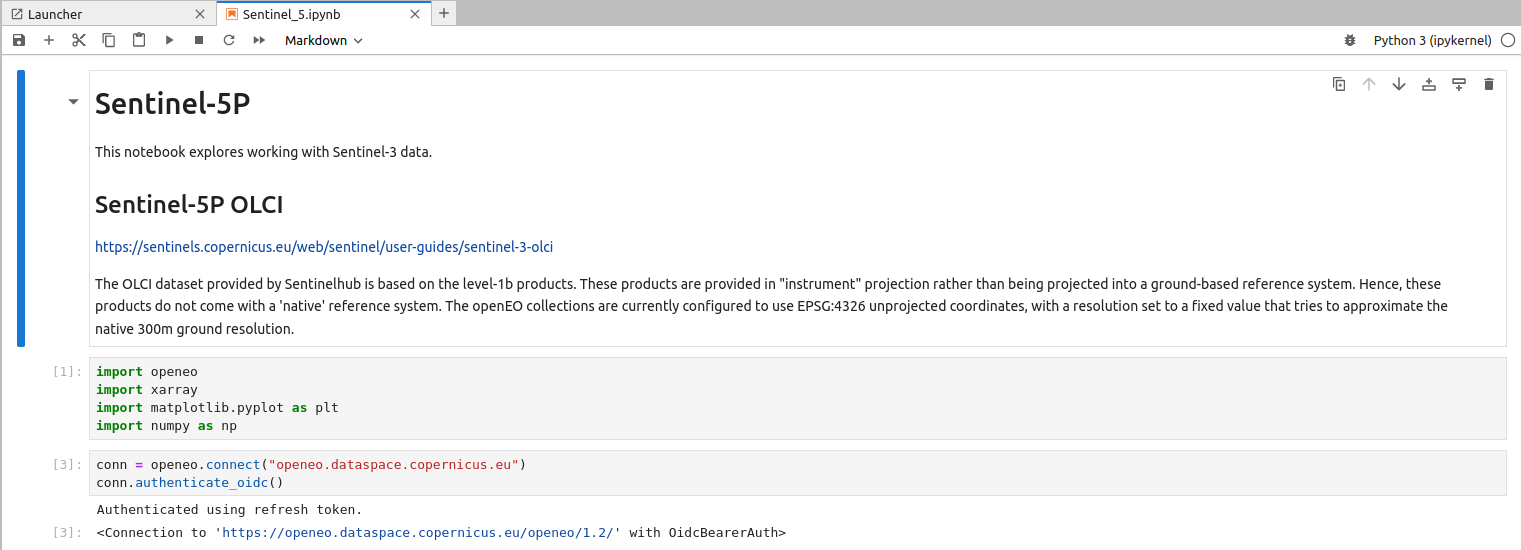 Launcher
Sentinel_5.ipynb
Markdown
Python 3 (ipykernel)
Sentinel-5P
This notebook explores working with Sentinel-3 data.
Sentinel-5P OLCI
https://sentinels.copernicus.eu/web/sentinel/user-guides/sentinel-3-olci
The OLCI dataset provided by Sentinelhub is based on the level-1b products. These products are provided in "instrument" projection rather than being projected into a ground-based reference system. Hence, these
products do not come with a 'native' reference system. The openEO collections are currently configured to use EPSG:4326 unprojected coordinates, with a resolution set to a fixed value that tries to approximate the
native 300m ground resolution.
[1]: import openeo
import xarray
import matplotlib.pyplot as plt
import numpy as np
[3]: conn = openeo.connect("openeo.dataspace.copernicus.eu")
conn.authenticate_oidc()
Authenticated using refresh token.
[3]: <Connection to 'https://openeo.dataspace.copernicus.eu/openeo/1.2/' with OidcBearerAuth>